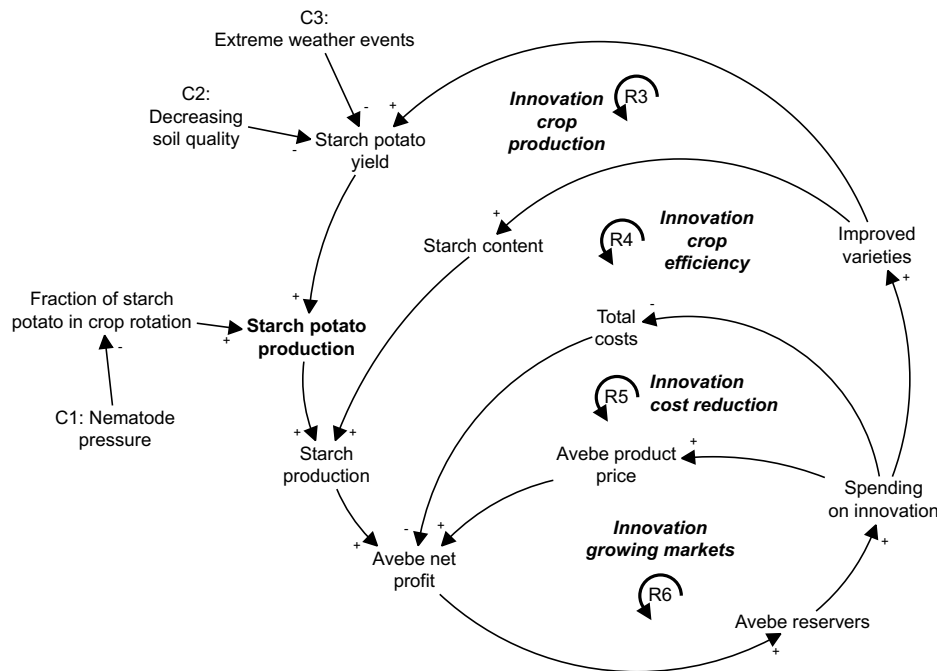 C3:
Extreme weather events
C2:
Decreasing
soil quality
-
-
+
Starch potato
yield
Innovation
crop
production
R3
+
Starch content
R4
Innovation
crop
efficiency
Improved
varieties
+
Fraction of starch
potato in crop rotation
+
+
Starch potato
production
-
Total
costs
-
C1: Nematode
pressure
R5
Innovation
cost reduction
+
+
Starch
production
Avebe product
price
+
Spending
on innovation
+
+
-
+
Avebe net
profit
Innovation
growing markets
R6
Avebe reservers
+